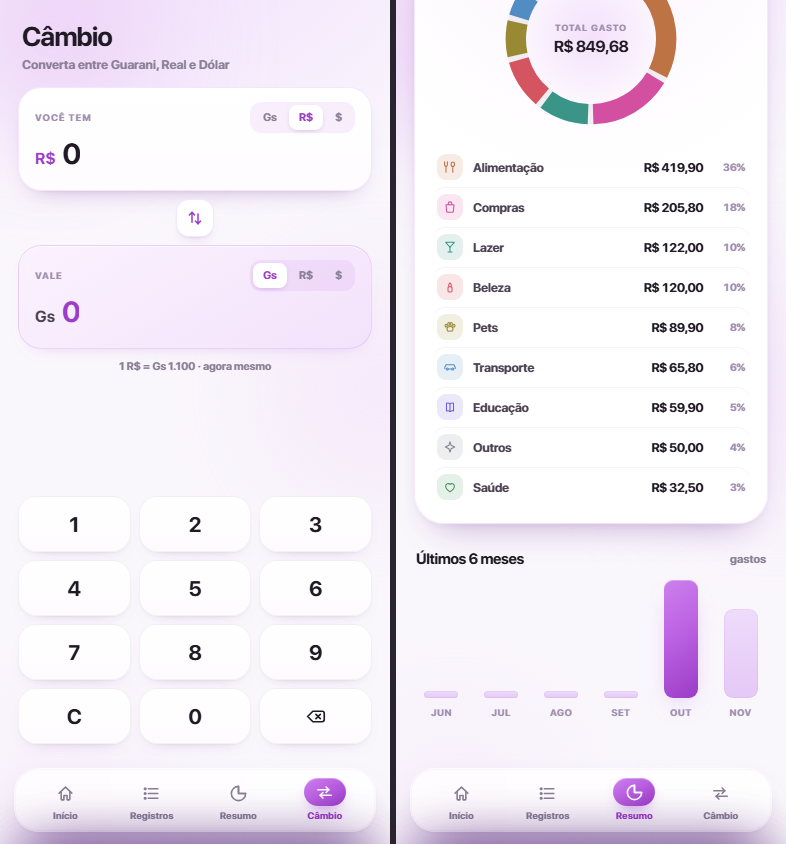 Câmbio
Converta entre Guarani, Real e Dólar
VOCÊ TEM
Gs R$ $
R$ 0
VALE
Gs R$ $
Gs 0
1 R$ = Gs 1.100 · agora mesmo
1 2 3
4 5 6
7 8 9
C 0
Início Registros Resumo Câmbio
TOTAL GASTO
R$ 849,68
Alimentação R$ 419,90 36%
Compras R$ 205,80 18%
Lazer R$ 122,00 10%
Beleza R$ 120,00 10%
Pets R$ 89,90 8%
Transporte R$ 65,80 6%
Educação R$ 59,90 5%
Outros R$ 50,00 4%
Saúde R$ 32,50 3%
Últimos 6 meses gastos
JUN JUL AGO SET OUT NOV
Início Registros Resumo Câmbio